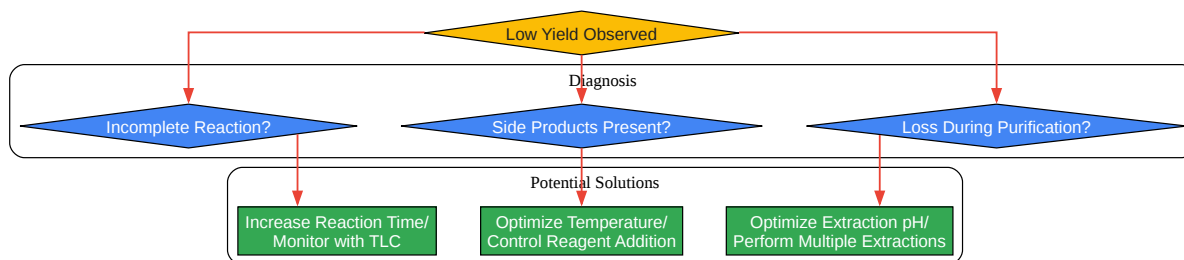 Low Yield Observed
Diagnosis
Incomplete Reaction?
Side Products Present?
Loss During Purification?
Potential Solutions
Increase Reaction Time/
Monitor with TLC
Optimize Temperature/
Control Reagent Addition
Optimize Extraction pH/
Perform Multiple Extractions